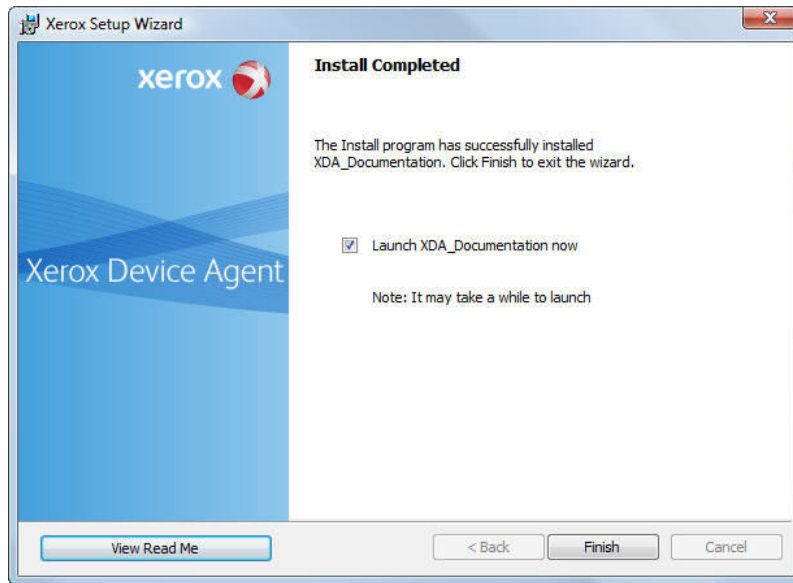 Xerox Setup Wizard
xerox
Xerox Device Agent
Install Completed
The Install program has successfully installed
XDA_Documentation. Click Finish to exit the wizard.
Launch XDA_Documentation now
Note: It may take a while to launch
View Read Me
< Back
Finish
Cancel